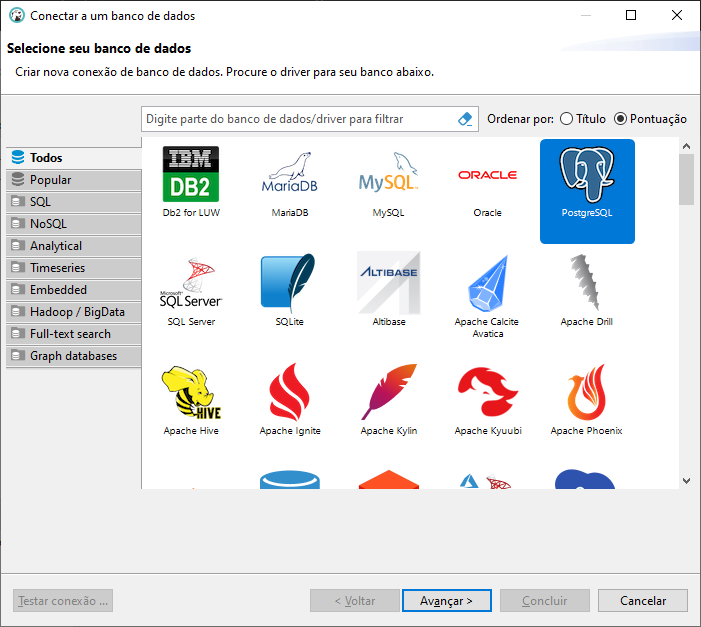 Conectar a um banco de dados
Selecione seu banco de dados
Criar nova conexão de banco de dados. Procure o driver para seu banco abaixo.
Digite parte do banco de dados/driver para filtrar
Ordenar por: Título Pontuação
Todos
Popular
SQL
NoSQL
Analytical
Timeseries
Embedded
Hadoop / BigData
Full-text search
Graph databases
IBM
DB2
Db2 for LUW
MariaDB
MariaDB
MySQL
MySQL
ORACLE
Oracle
PostgreSQL
Microsoft
SQL Server
SQL Server
SQLite
ALTIBASE
Altibase
Apache Calcite
Avatica
Apache Drill
HIVE
Apache Hive
Apache Ignite
Apache Kylin
Apache Kyuubi
Apache Phoenix
Testar conexão ...
< Voltar
Avançar >
Concluir
Cancelar